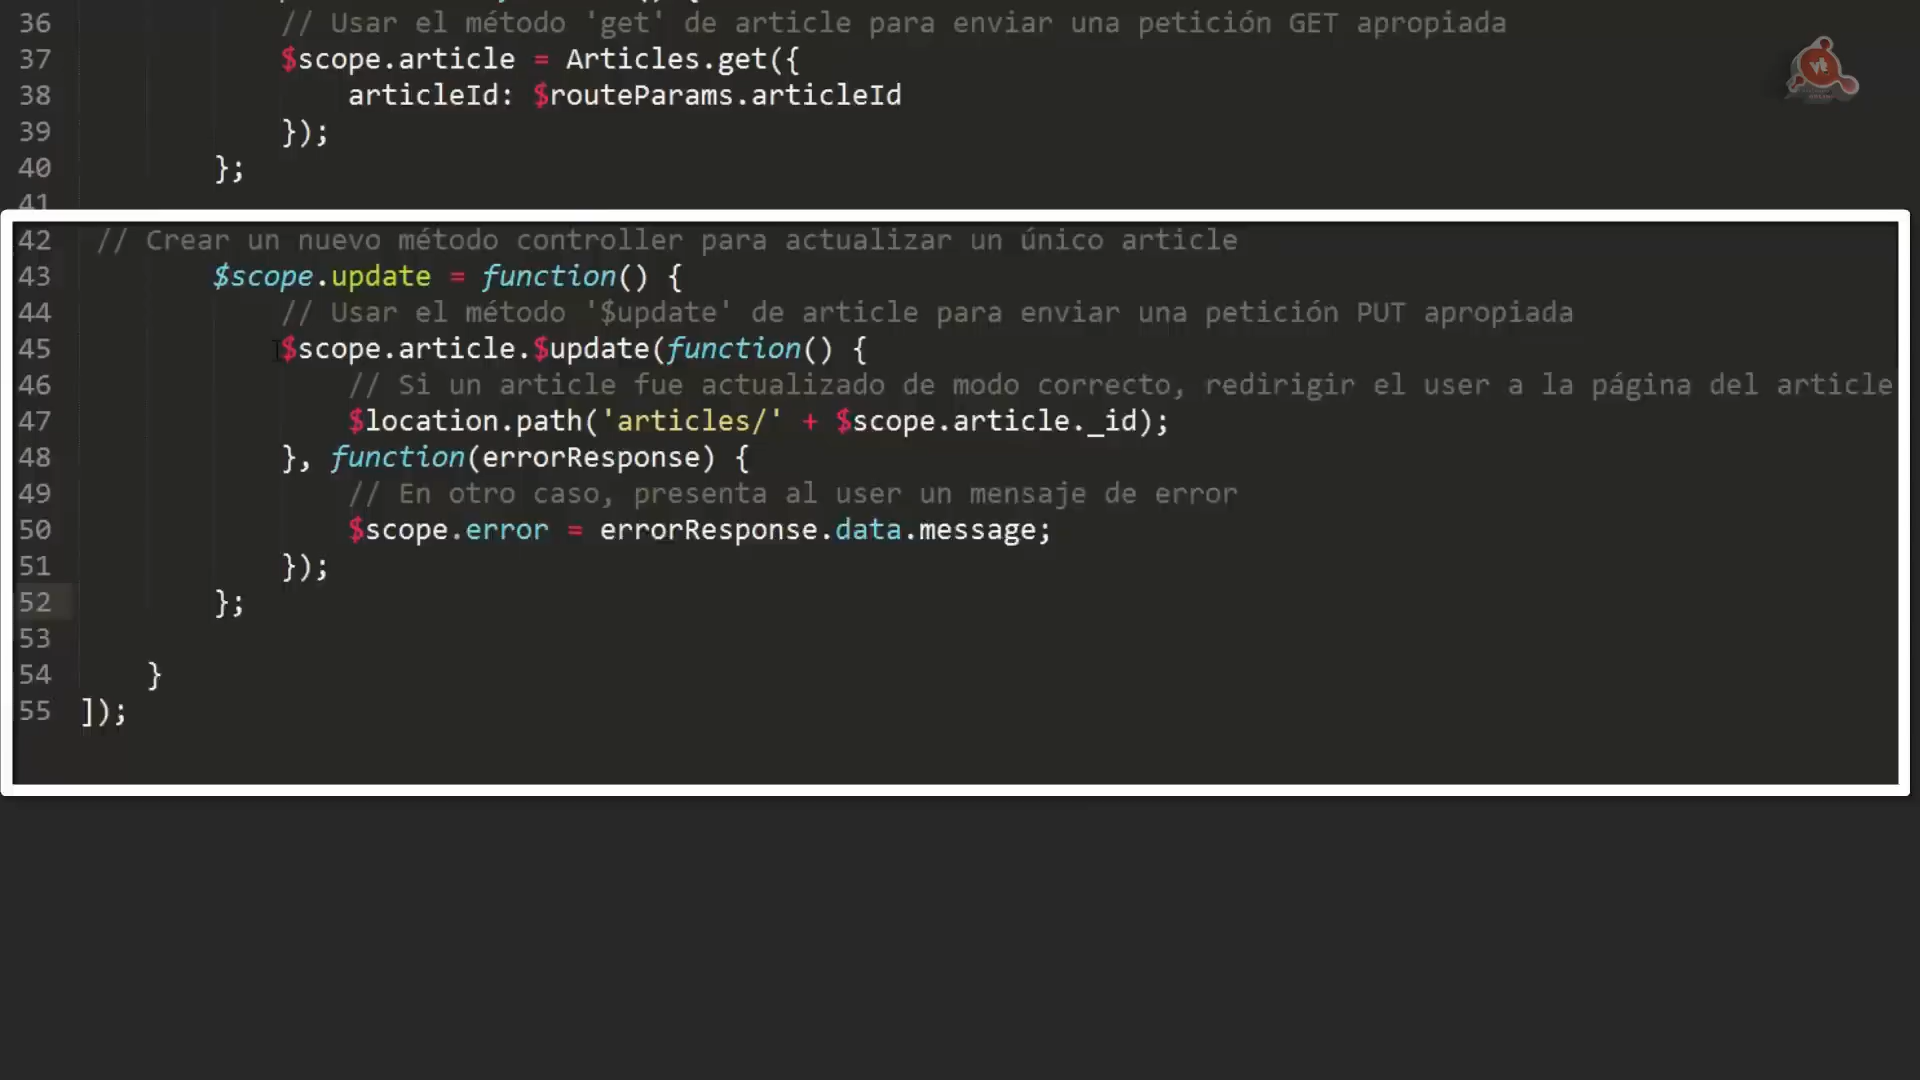 36 // Usar el método 'get' de article para enviar una petición GET apropiada
37 $scope.article = Articles.get({
38 articleId: $routeParams.articleId
39 });
40 };
41
42 // Crear un nuevo método controller para actualizar un único article
43 $scope.update = function() {
44 // Usar el método '$update' de article para enviar una petición PUT apropiada
45 $scope.article.$update(function() {
46 // Si un article fue actualizado de modo correcto, redirigir el user a la página del article
47 $location.path('articles/' + $scope.article._id);
48 }, function(errorResponse) {
49 // En otro caso, presenta al user un mensaje de error
50 $scope.error = errorResponse.data.message;
51 });
52 };
53
54 }
55 ]);
vt